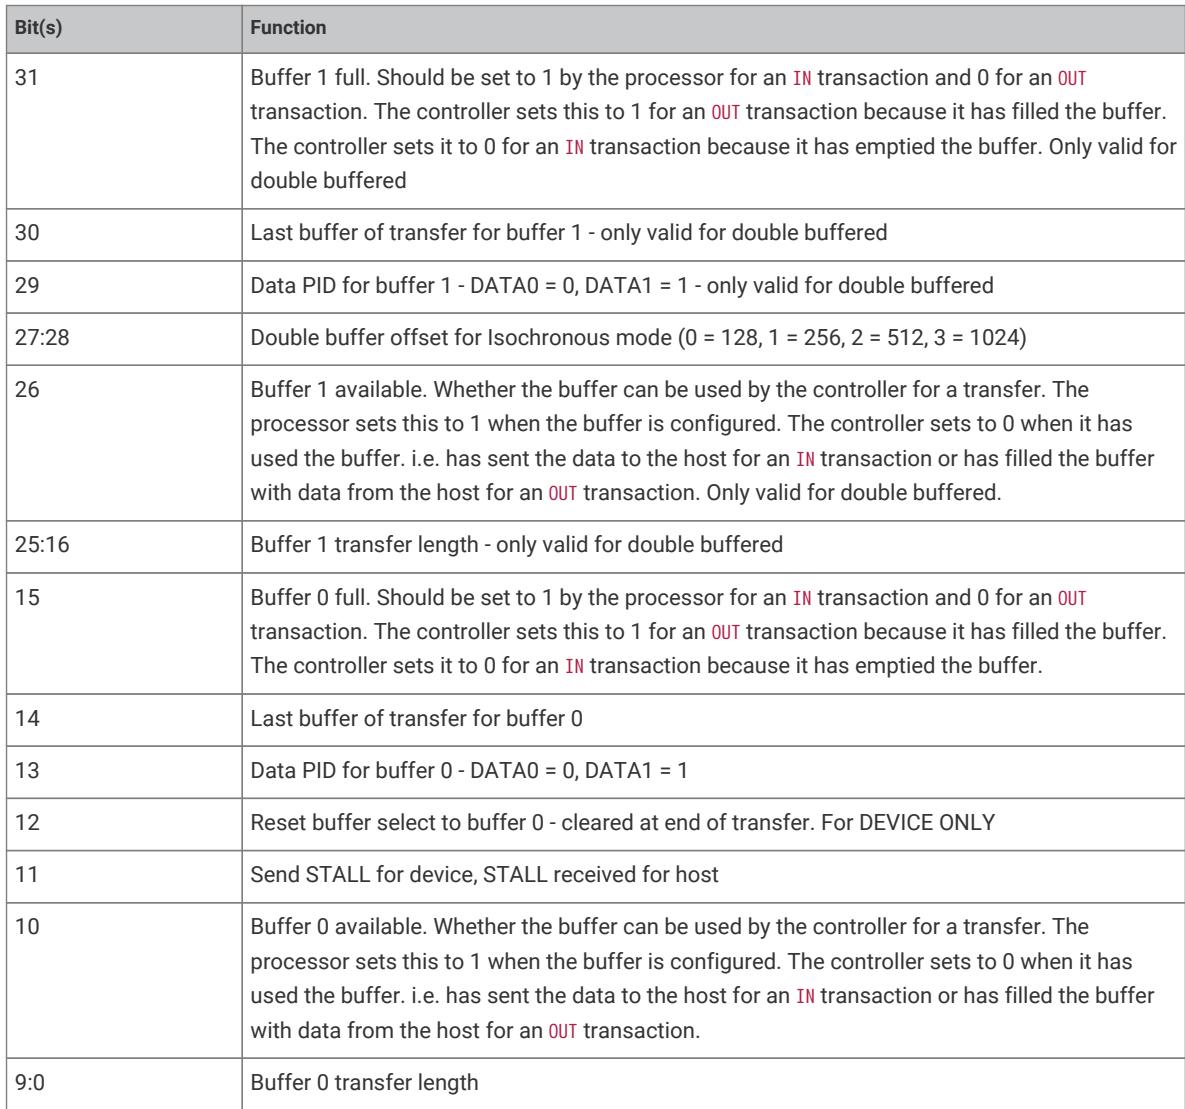 Bit(s) Function
31 Buffer 1 full. Should be set to 1 by the processor for an IN transaction and 0 for an OUT
transaction. The controller sets this to 1 for an OUT transaction because it has filled the buffer.
The controller sets it to 0 for an IN transaction because it has emptied the buffer. Only valid for
double buffered
30 Last buffer of transfer for buffer 1 - only valid for double buffered
29 Data PID for buffer 1 - DATA0 = 0, DATA1 = 1 - only valid for double buffered
27:28 Double buffer offset for Isochronous mode (0 = 128, 1 = 256, 2 = 512, 3 = 1024)
26 Buffer 1 available. Whether the buffer can be used by the controller for a transfer. The
processor sets this to 1 when the buffer is configured. The controller sets to 0 when it has
used the buffer. i.e. has sent the data to the host for an IN transaction or has filled the buffer
with data from the host for an OUT transaction. Only valid for double buffered.
25:16 Buffer 1 transfer length - only valid for double buffered
15 Buffer 0 full. Should be set to 1 by the processor for an IN transaction and 0 for an OUT
transaction. The controller sets this to 1 for an OUT transaction because it has filled the buffer.
The controller sets it to 0 for an IN transaction because it has emptied the buffer.
14 Last buffer of transfer for buffer 0
13 Data PID for buffer 0 - DATA0 = 0, DATA1 = 1
12 Reset buffer select to buffer 0 - cleared at end of transfer. For DEVICE ONLY
11 Send STALL for device, STALL received for host
10 Buffer 0 available. Whether the buffer can be used by the controller for a transfer. The
processor sets this to 1 when the buffer is configured. The controller sets to 0 when it has
used the buffer. i.e. has sent the data to the host for an IN transaction or has filled the buffer
with data from the host for an OUT transaction.
9:0 Buffer 0 transfer length